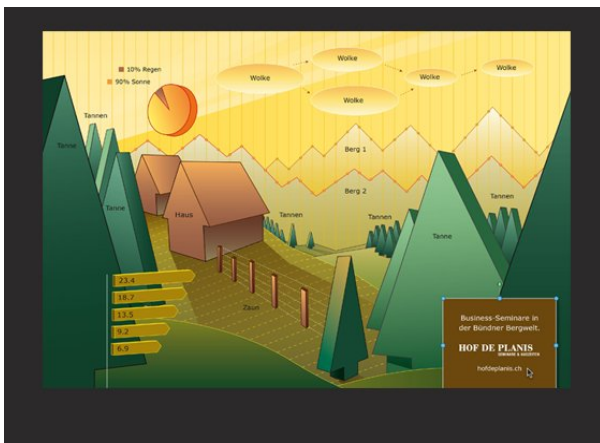 10% Regen
90% Sonne
Wolke
Wolke
Wolke
Wolke
Wolke
Tannen
Tanne
Berg 1
Berg 2
Tanne
Haus
Tannen
Tannen
Tannen
Tanne
23.4
18.7
13.5
9.2
6.9
Zaun
Business-Seminare in
der Bündner Bergwelt.
HOF DE PLANIS
hofdeplanis.ch